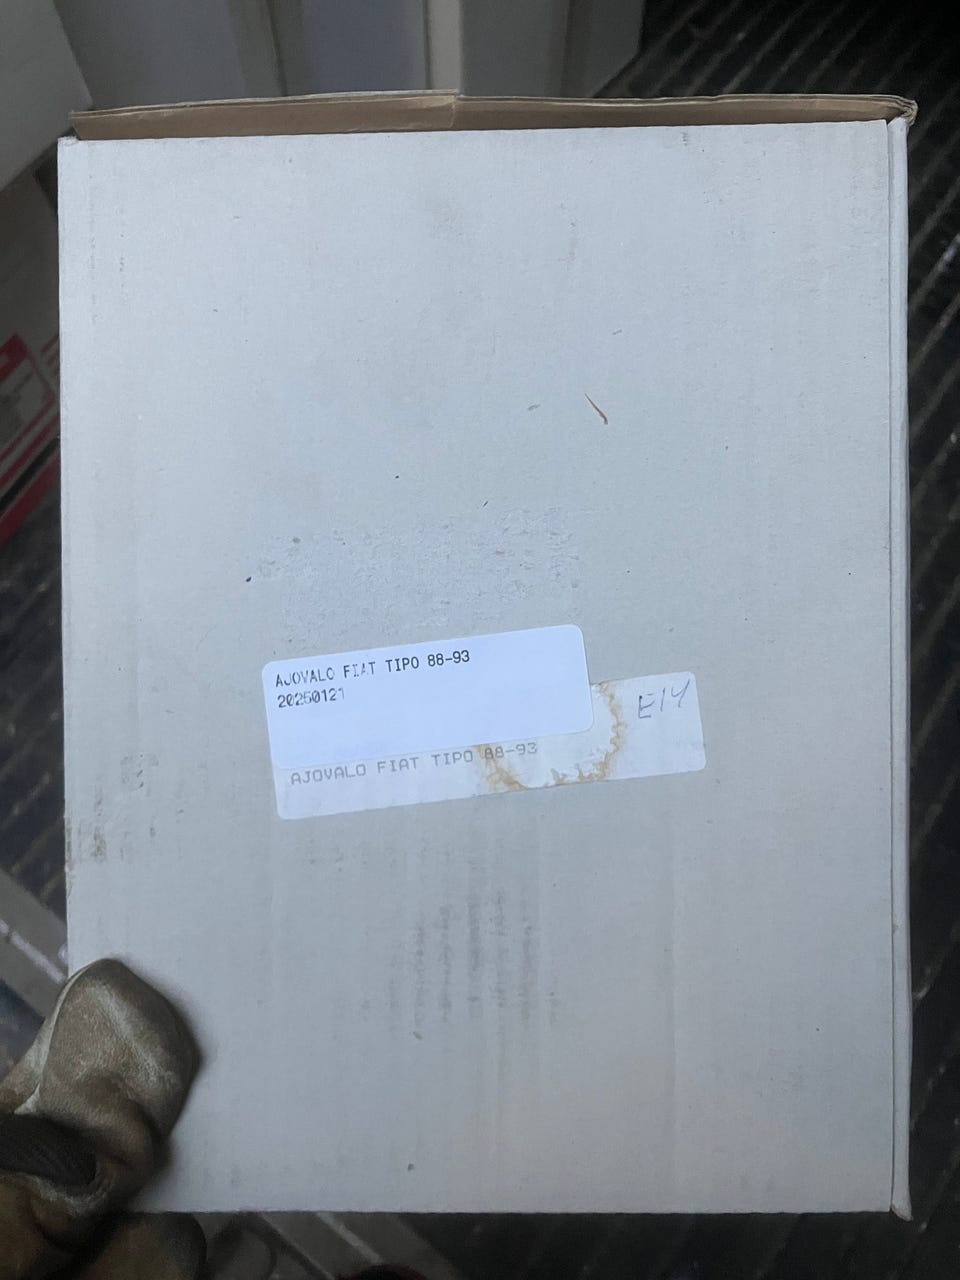 AJOVALO FIAT TIPO 88-93
20250121
E14
AJOVALO FIAT TIPO 88-93